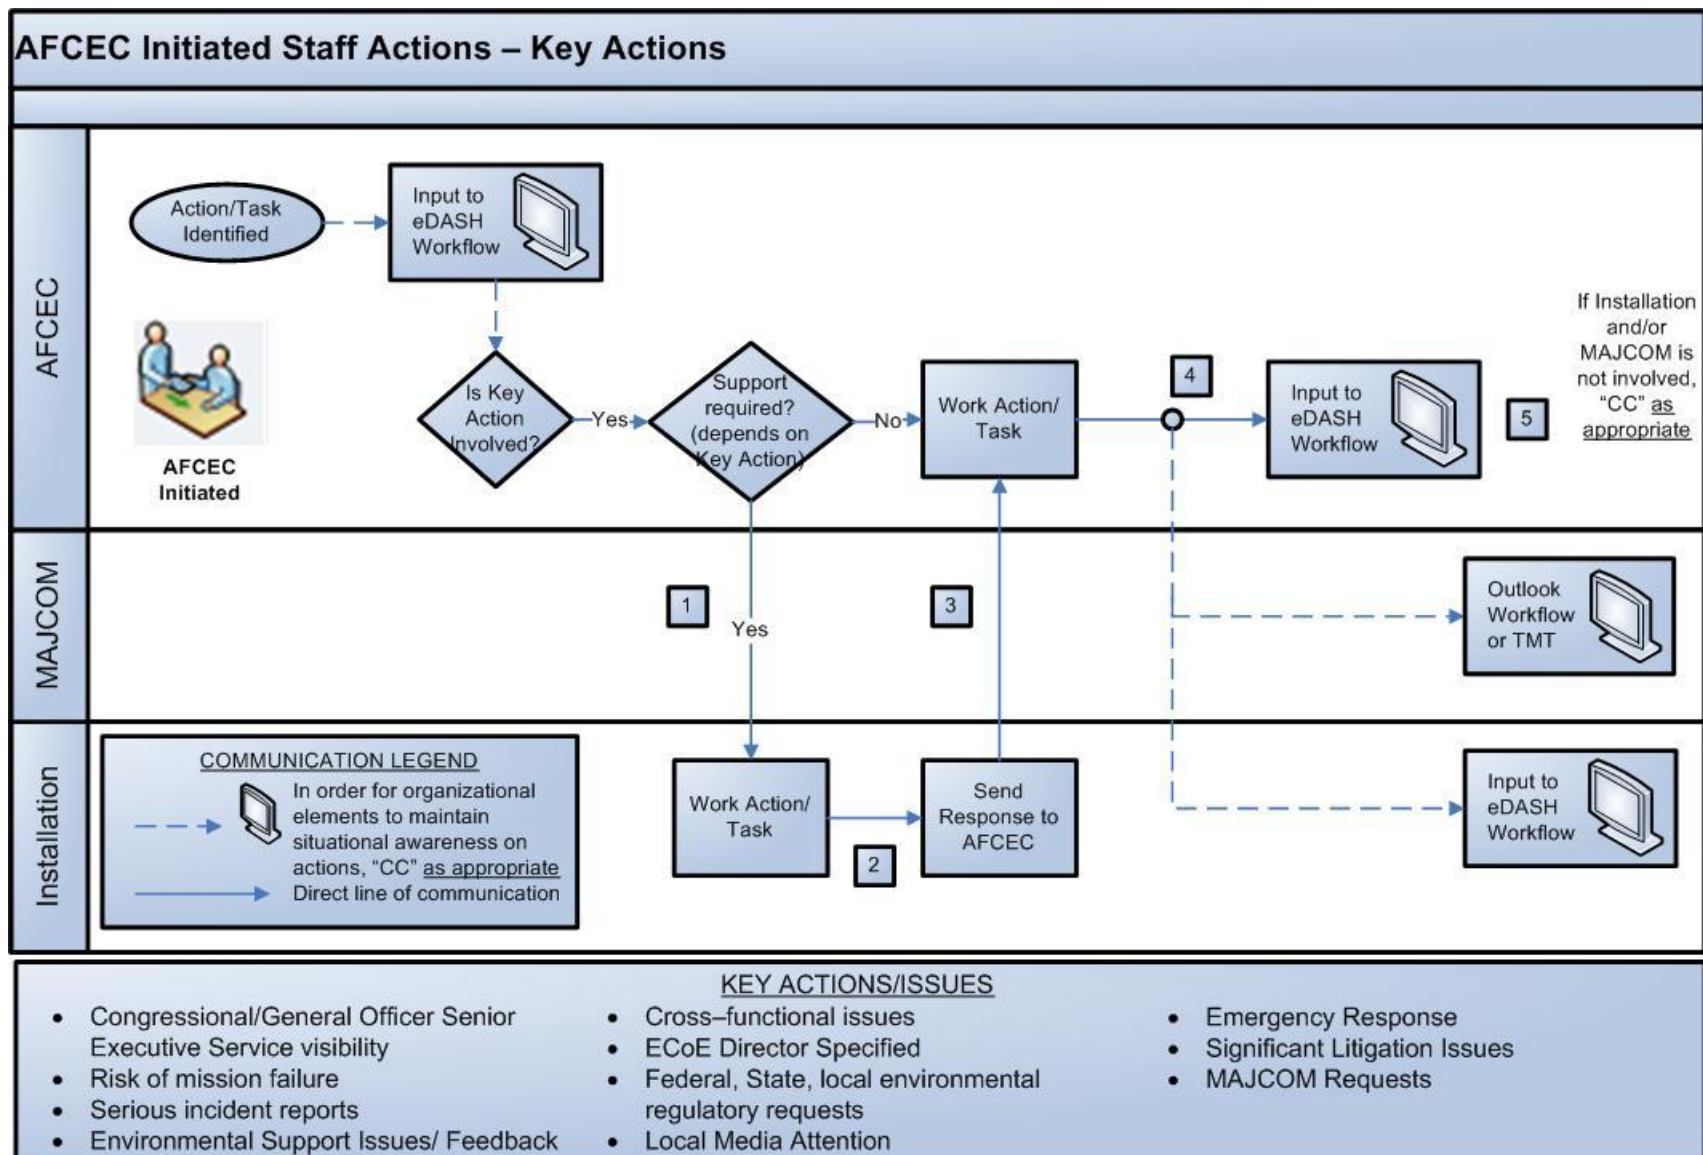 AFCEC Initiated Staff Actions – Key Actions
AFCEC
Action/Task
Identified
Input to
eDASH
Workflow
AFCEC
Initiated
Is Key
Action
Involved?
Yes
Support
required?
(depends on
Key Action)
No
Work Action/
Task
4
Input to
eDASH
Workflow
5
If Installation
and/or
MAJCOM is
not involved,
“CC” as
appropriate
MAJCOM
1
Yes
3
Outlook
Workflow
or TMT
Installation
COMMUNICATION LEGEND
In order for organizational
elements to maintain
situational awareness on
actions, “CC” as appropriate
Direct line of communication
Work Action/
Task
2
Send
Response to
AFCEC
Input to
eDASH
Workflow
KEY ACTIONS/ISSUES
• Congressional/General Officer Senior
Executive Service visibility
• Risk of mission failure
• Serious incident reports
• Environmental Support Issues/ Feedback
• Cross–functional issues
• ECoE Director Specified
• Federal, State, local environmental
regulatory requests
• Local Media Attention
• Emergency Response
• Significant Litigation Issues
• MAJCOM Requests